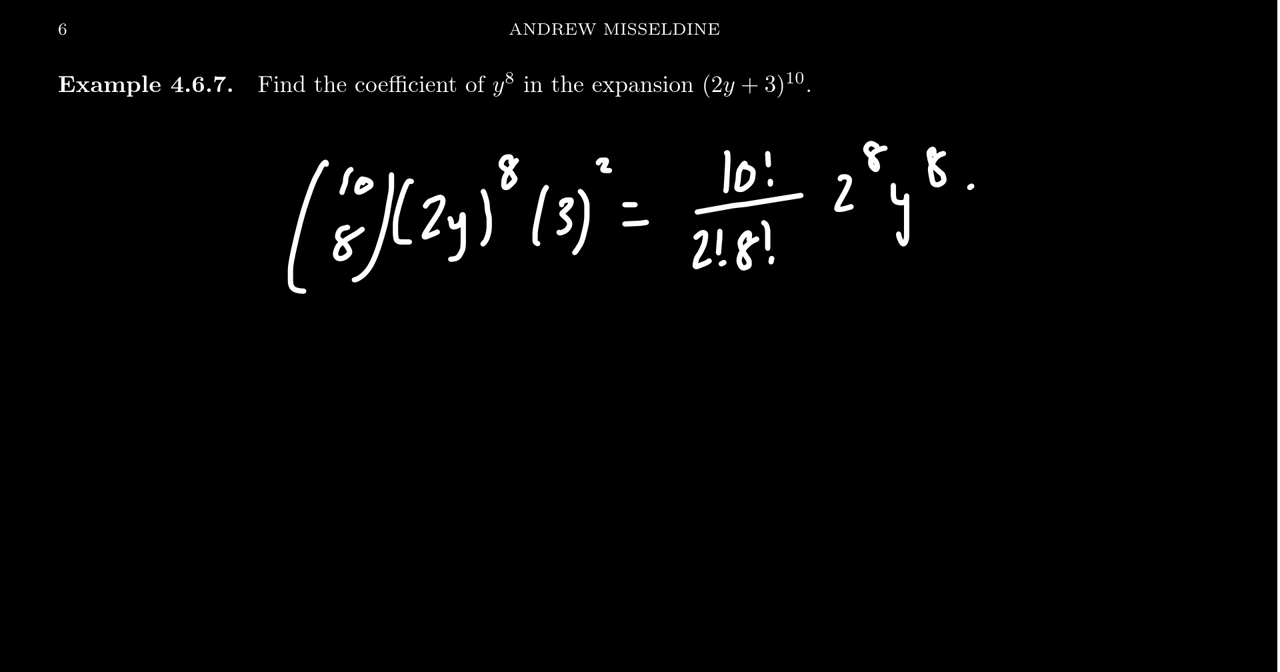 6 ANDREW MISSELDINE
Example 4.6.7. Find the coefficient of y⁸ in the expansion (2y + 3)¹⁰.
(10 8)(2y)⁸(3)² = 10!/2!8! 2⁸y⁸.